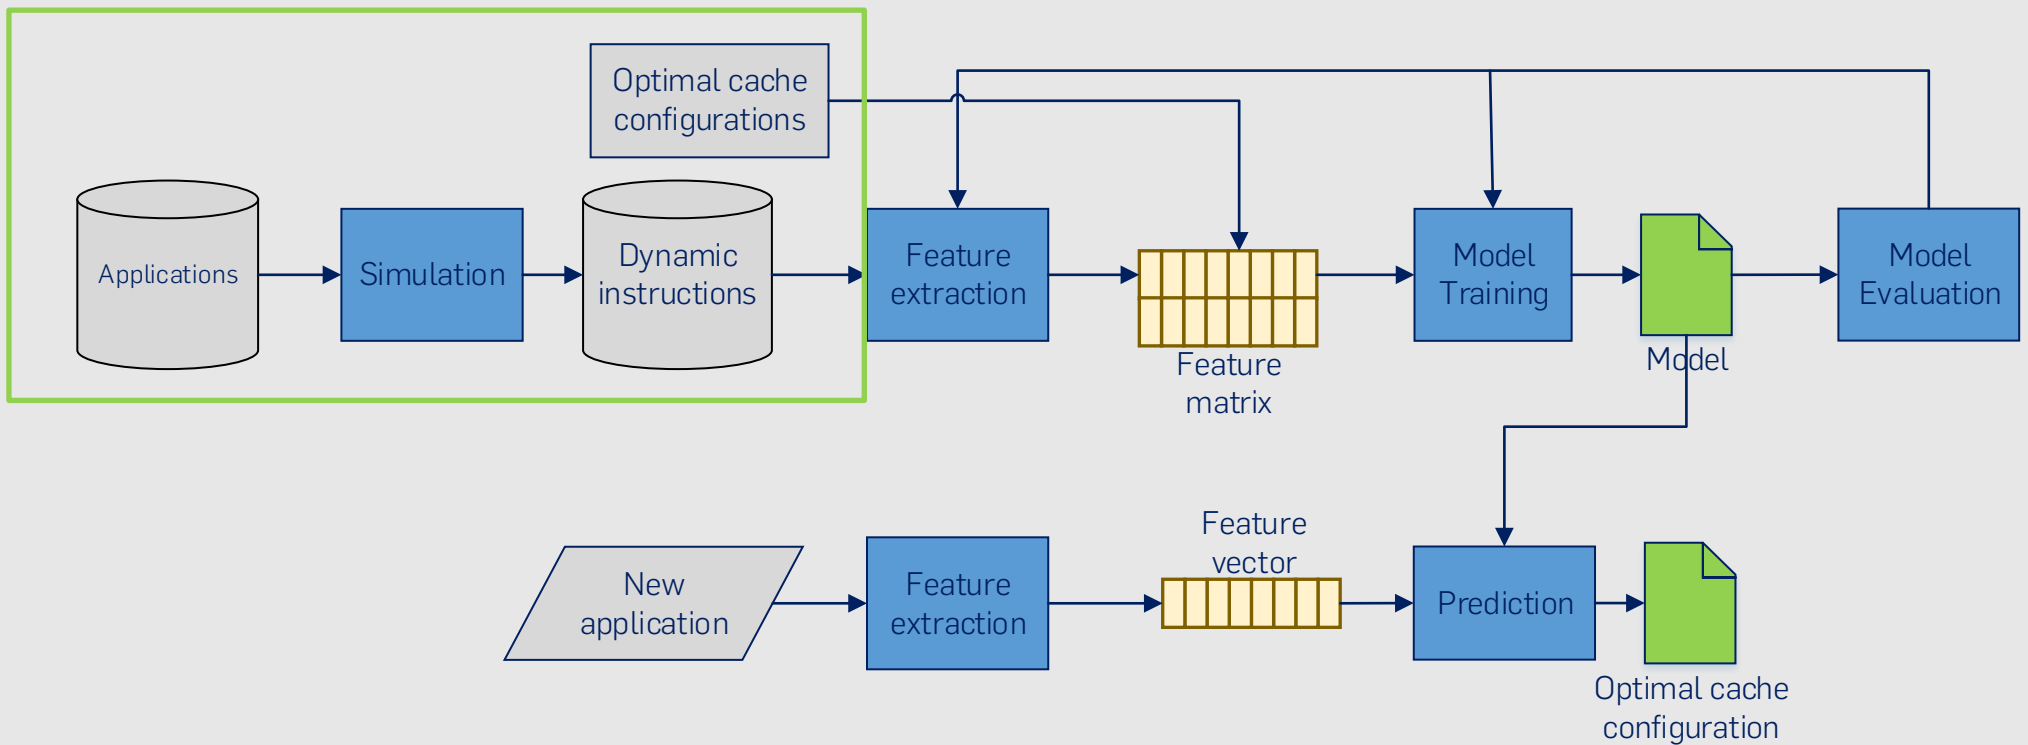 Optimal cache
configurations
Applications
Simulation
Dynamic
instructions
Feature
extraction
Feature
matrix
Model
Training
Model
Model
Evaluation
New
application
Feature
extraction
Feature
vector
Prediction
Optimal cache
configuration